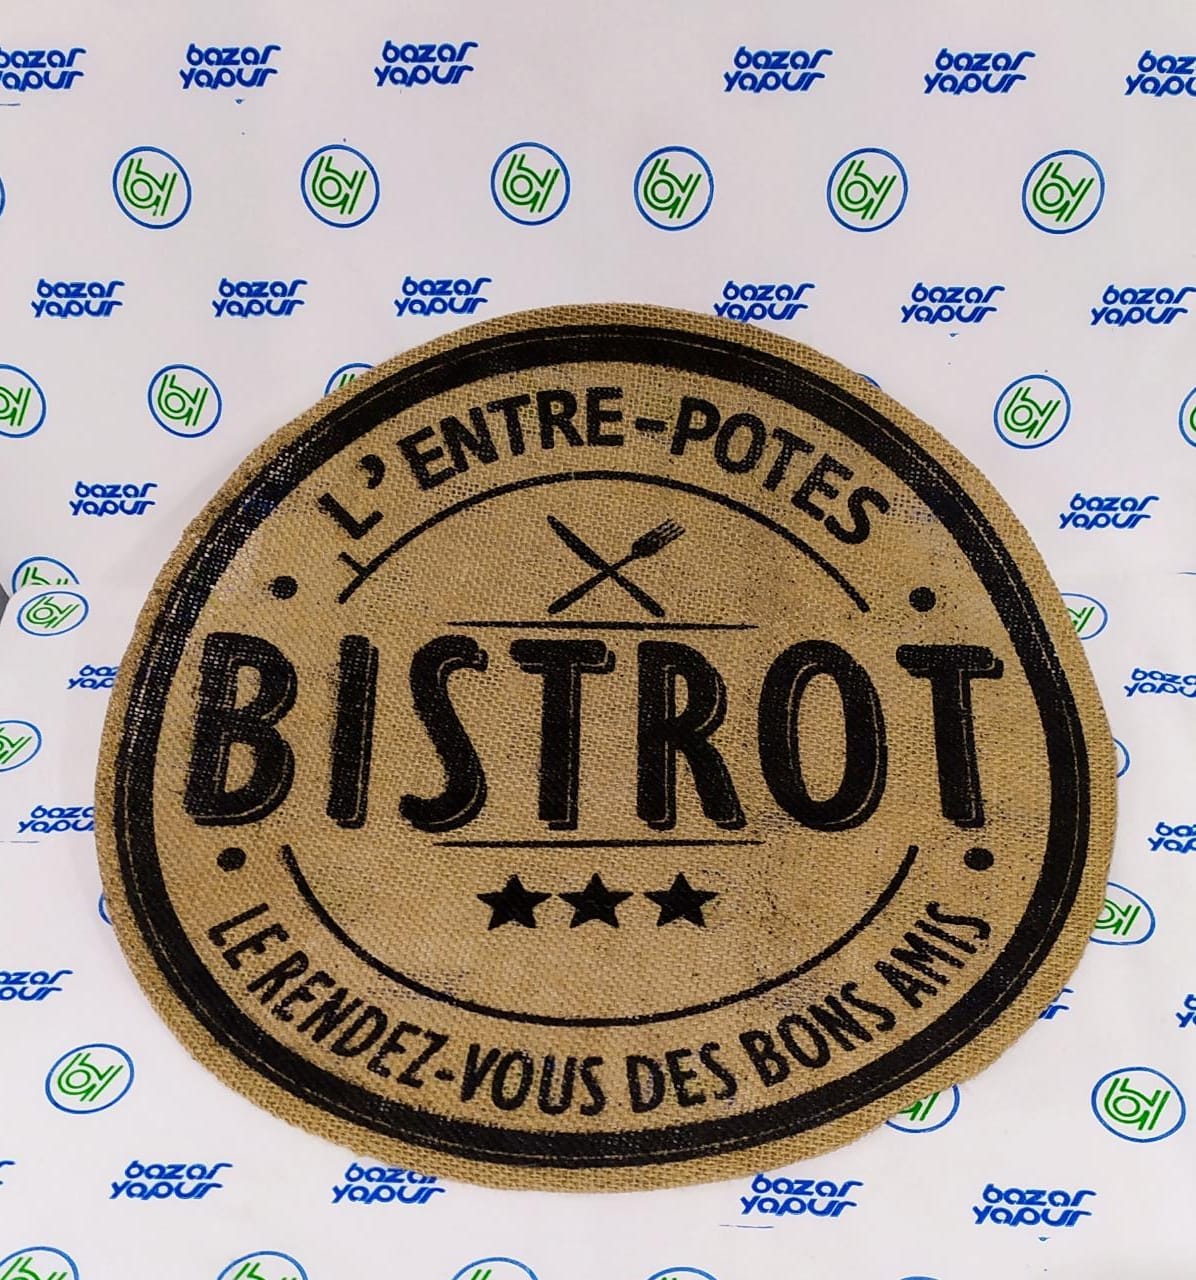 bazar yapur
L'ENTRE-POTES
BISTROT
LE RENDEZ-VOUS DES BONS AMIS